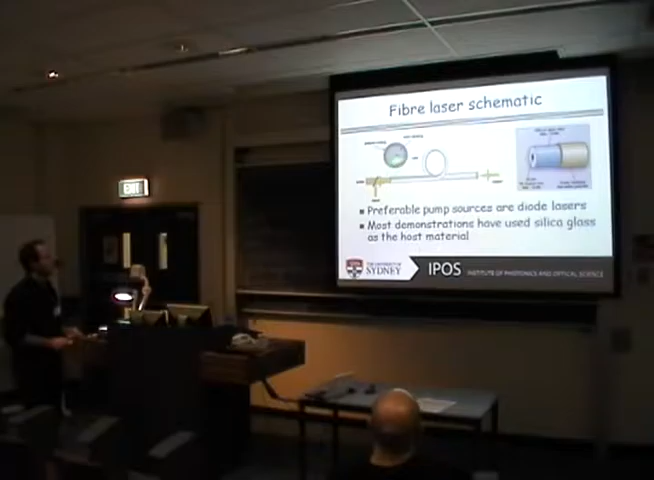 Fibre laser schematic
■ Preferable pump sources are diode lasers
■ Most demonstrations have used silica glass
as the host material
THE UNIVERSITY OF
SYDNEY
IPOS INSTITUTE OF PHOTONICS AND OPTICAL SCIENCE
EXIT